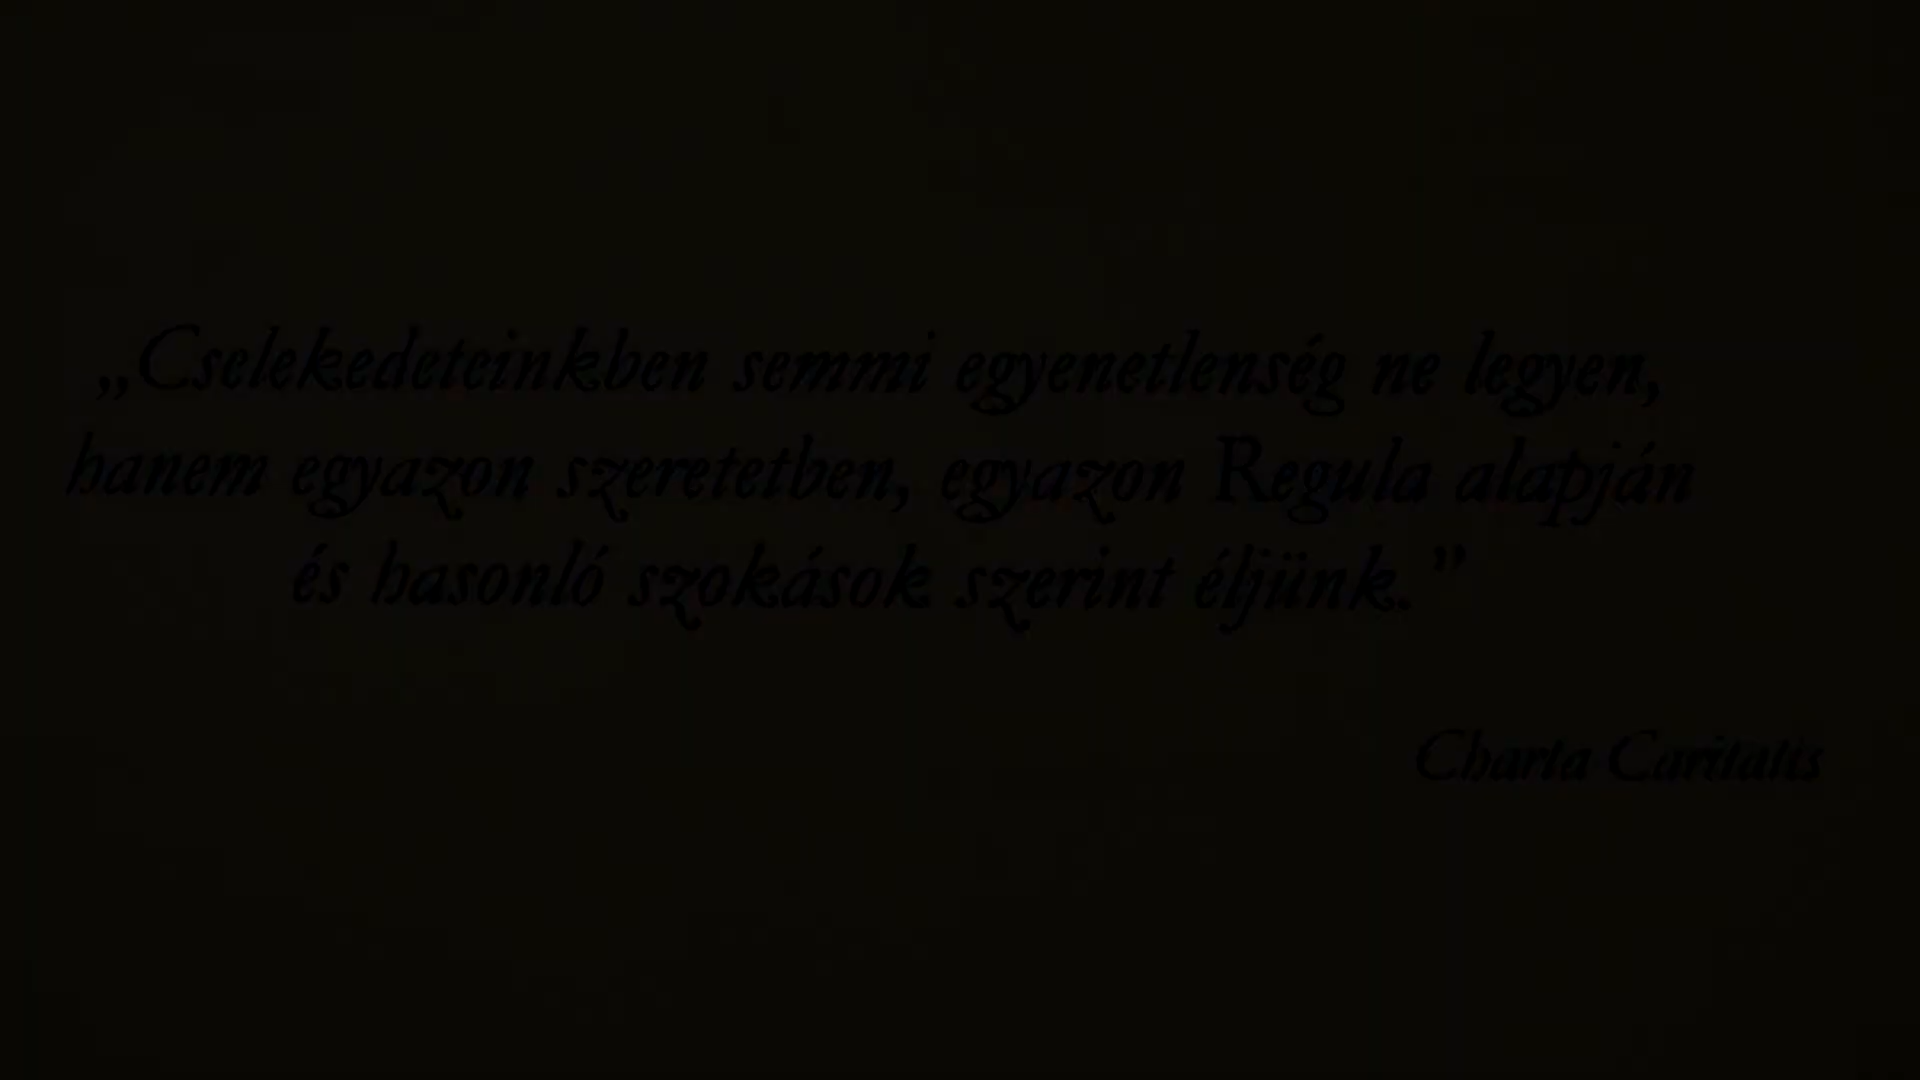 „Cselekedeteinkben semmi egyenetlenség ne legyen,
hanem egyazon szeretetben, egyazon Regula alapján
és hasonló szokások szerint éljünk."
Charta Caritatis